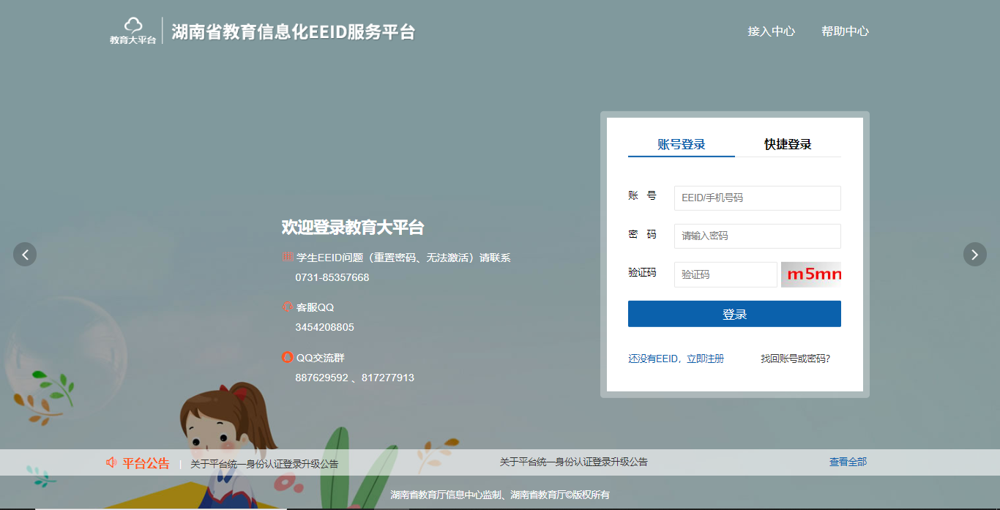 教育大平台
湖南省教育信息化EEID服务平台
接入中心 帮助中心
账号登录 快捷登录
账 号 EEID/手机号码
密 码 请输入密码
验证码 验证码 m5mn
登录
还没有EEID，立即注册 找回账号或密码?
欢迎登录教育大平台
学生EEID问题（重置密码、无法激活）请联系
0731-85357668
客服QQ
3454208805
QQ交流群
887629592 、817277913
平台公告 | 关于平台统一身份认证登录升级公告 关于平台统一身份认证登录升级公告 查看全部
湖南省教育厅信息中心监制、湖南省教育厅©版权所有